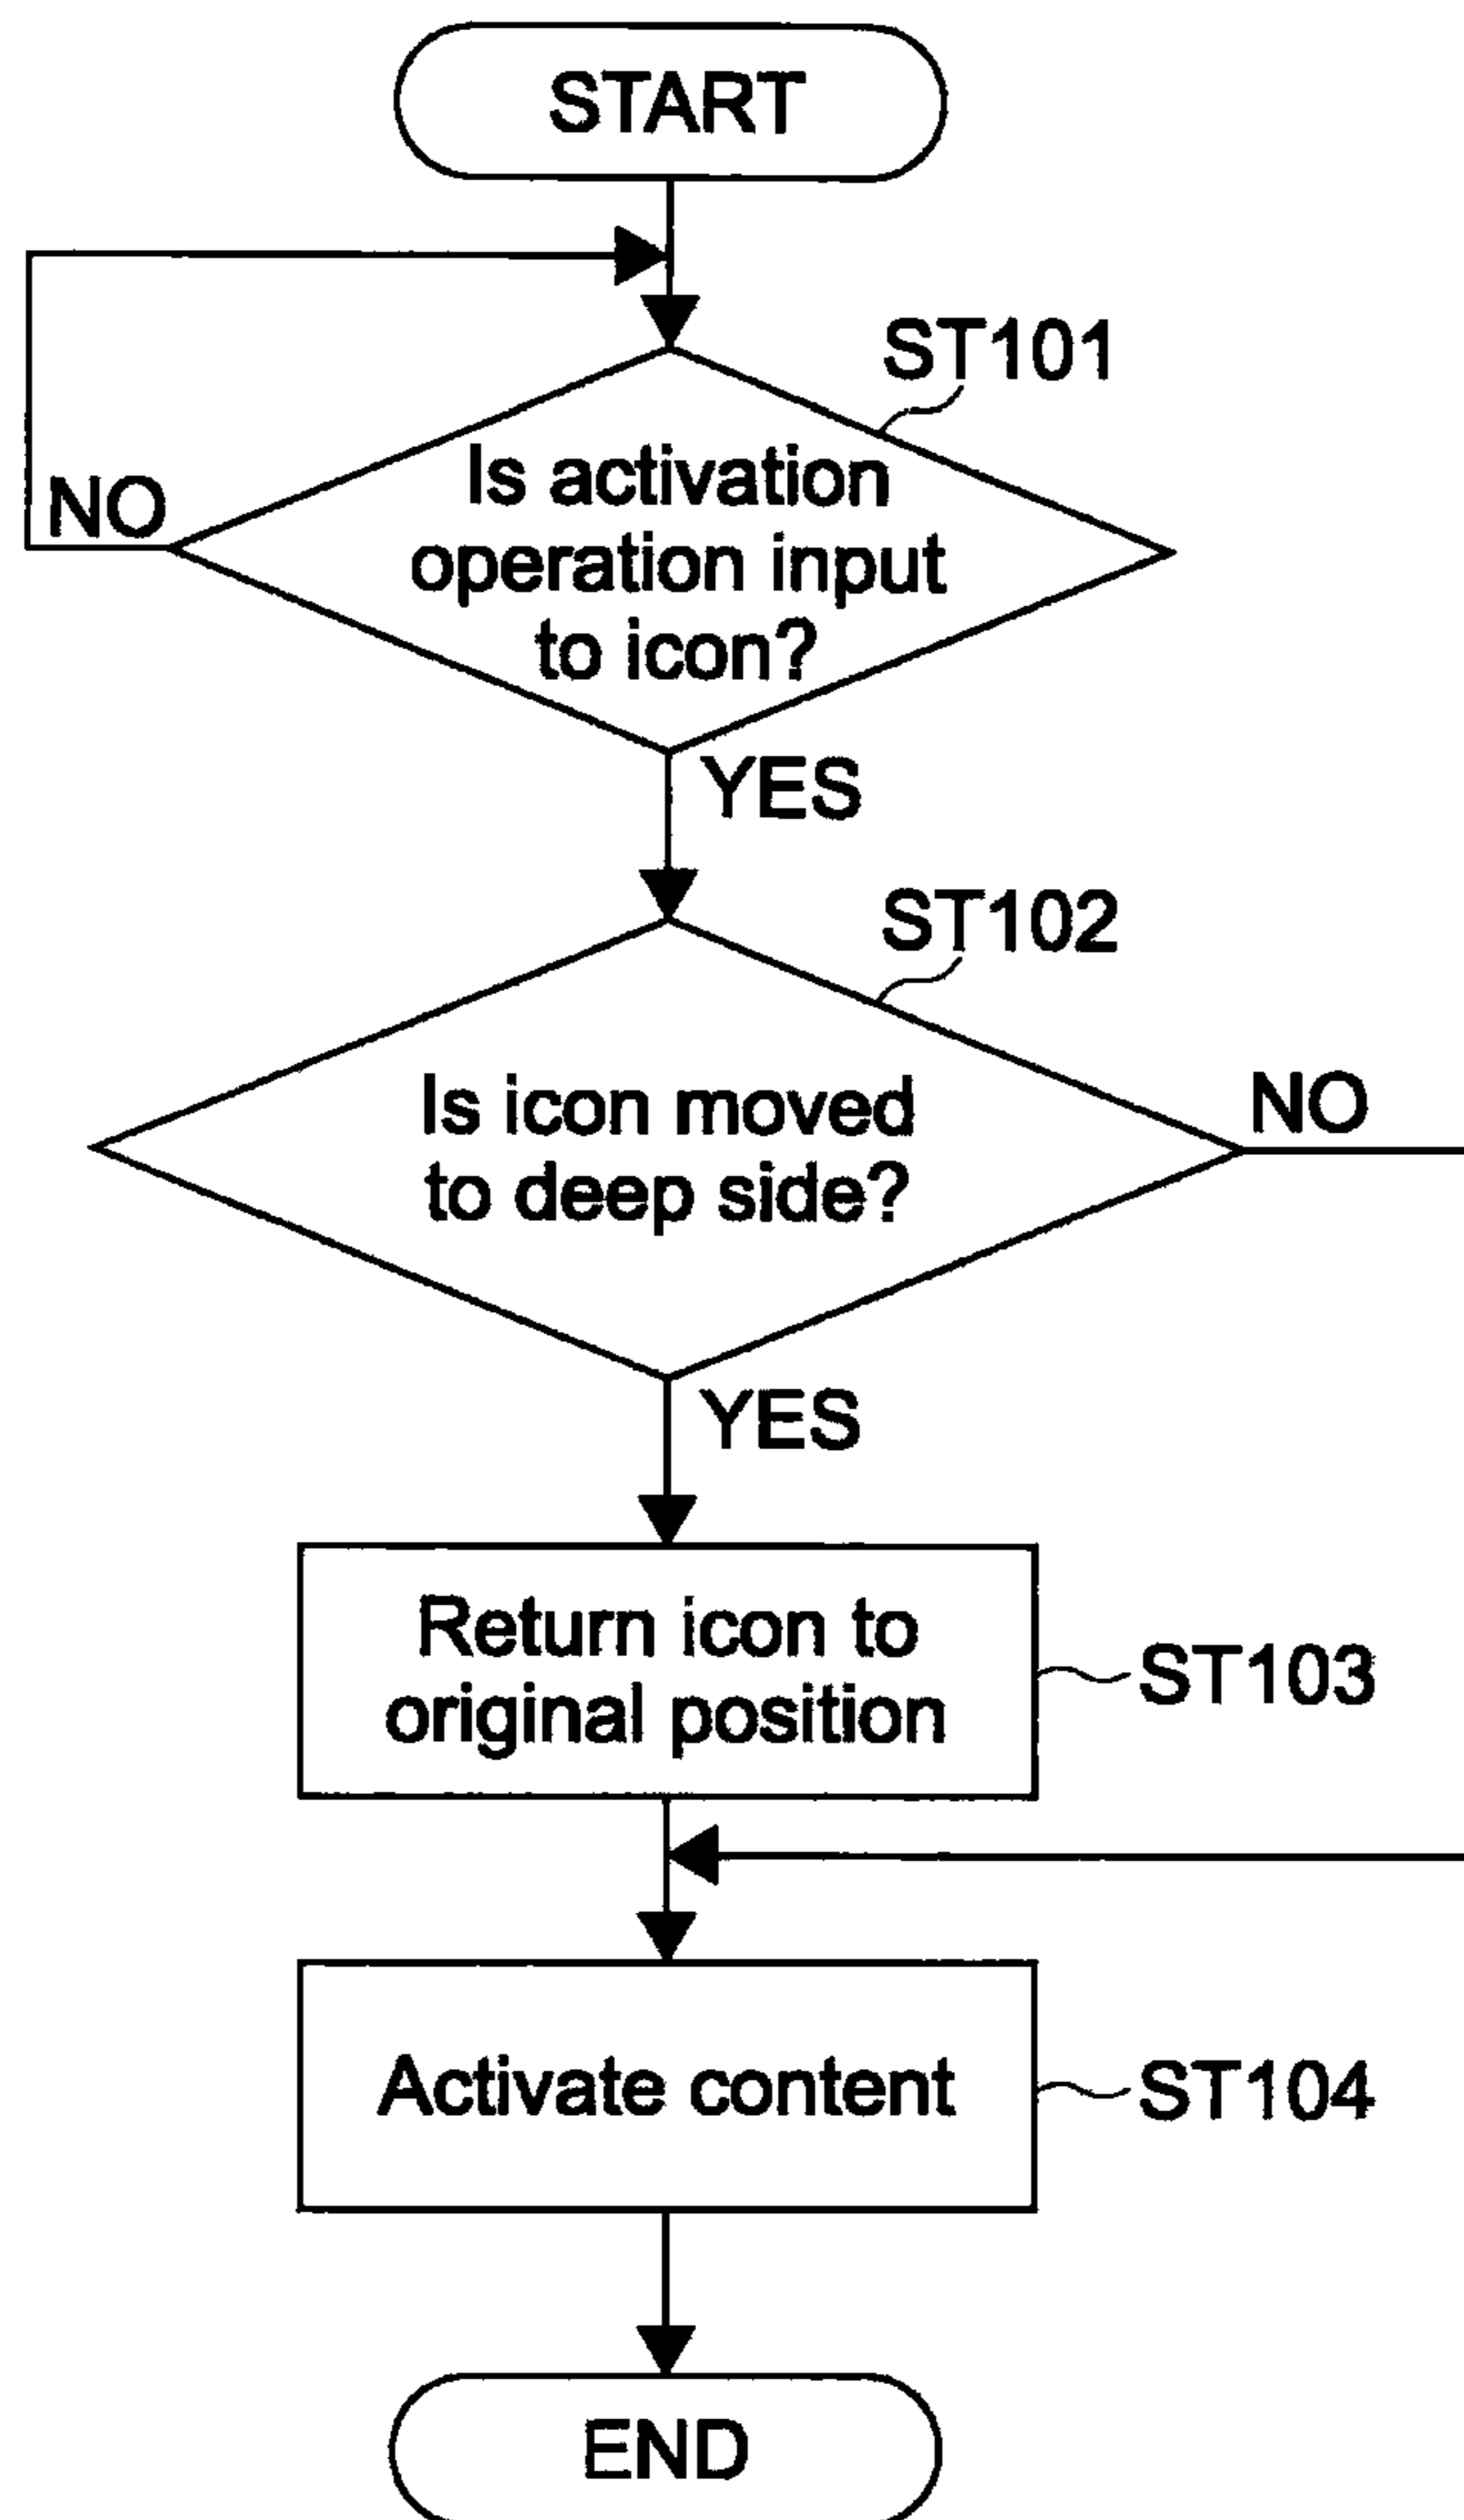 START
ST101
Is activation
operation input
to icon?
NO
YES
ST102
Is icon moved
to deep side?
NO
YES
Return icon to
original position
ST103
Activate content
ST104
END